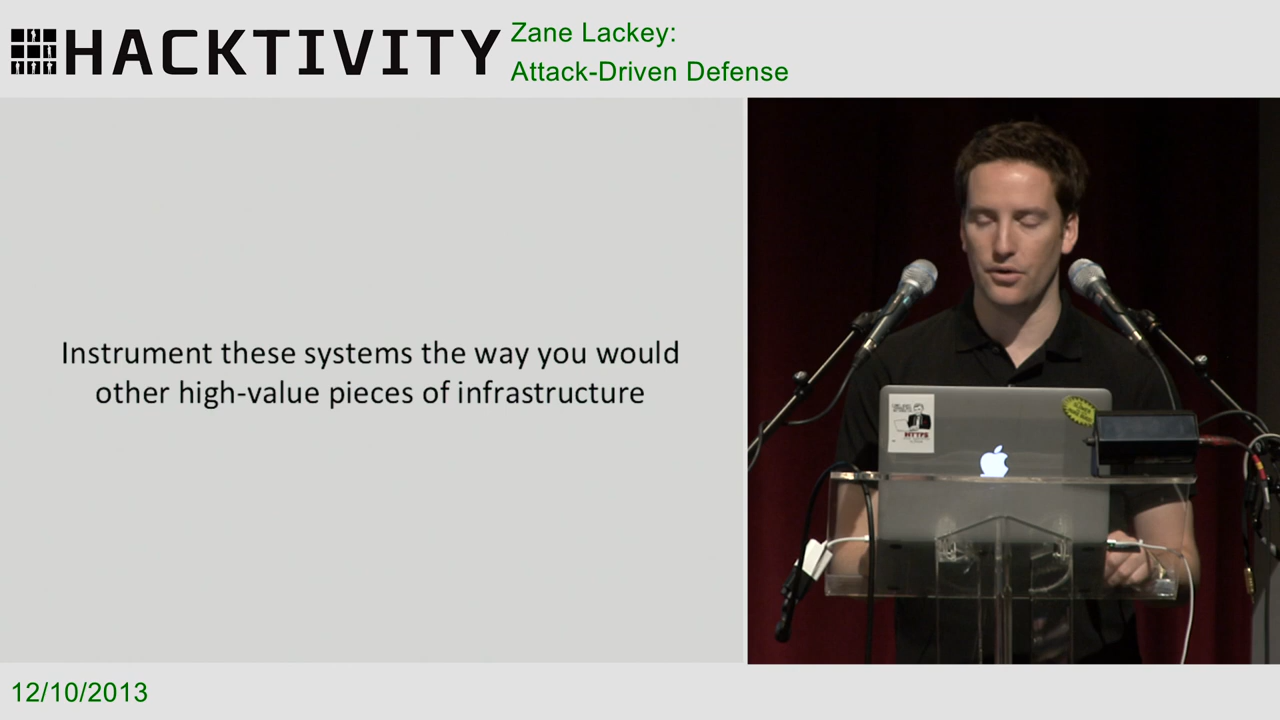 HACKTIVITY
Zane Lackey:
Attack-Driven Defense
Instrument these systems the way you would
other high-value pieces of infrastructure
HTTPS
12/10/2013